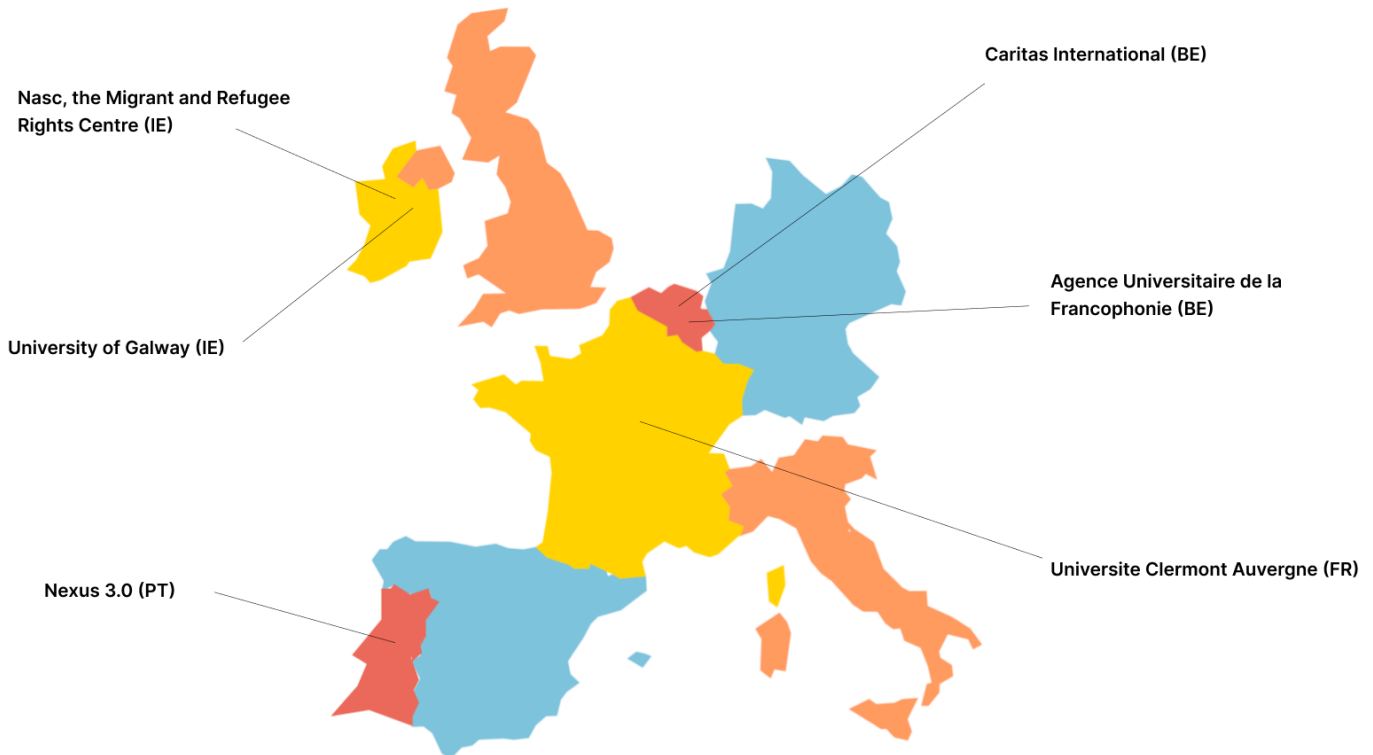 Caritas International (BE)
Nasc, the Migrant and Refugee
Rights Centre (IE)
Agence Universitaire de la
Francophonie (BE)
University of Galway (IE)
Universite Clermont Auvergne (FR)
Nexus 3.0 (PT)